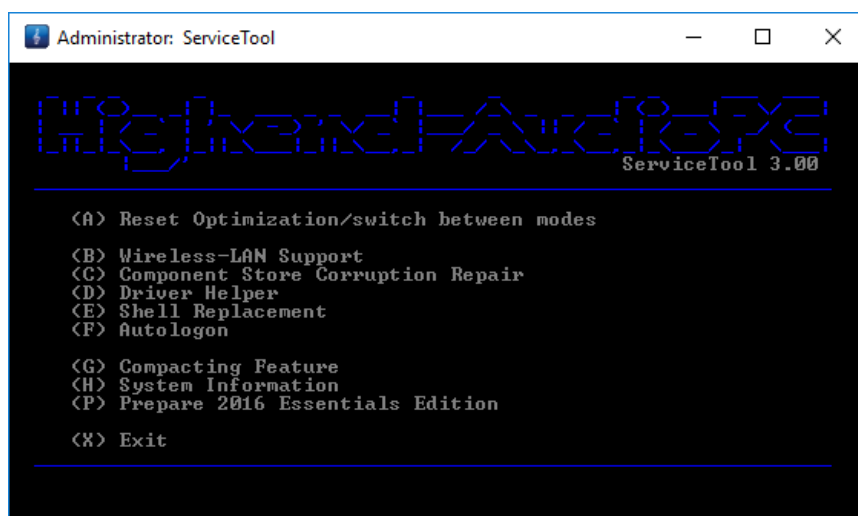 Administrator: ServiceTool
Highend-AudioPC
ServiceTool 3.00
(A) Reset Optimization/switch between modes
(B) Wireless-LAN Support
(C) Component Store Corruption Repair
(D) Driver Helper
(E) Shell Replacement
(F) Autologon
(G) Compacting Feature
(H) System Information
(P) Prepare 2016 Essentials Edition
(X) Exit